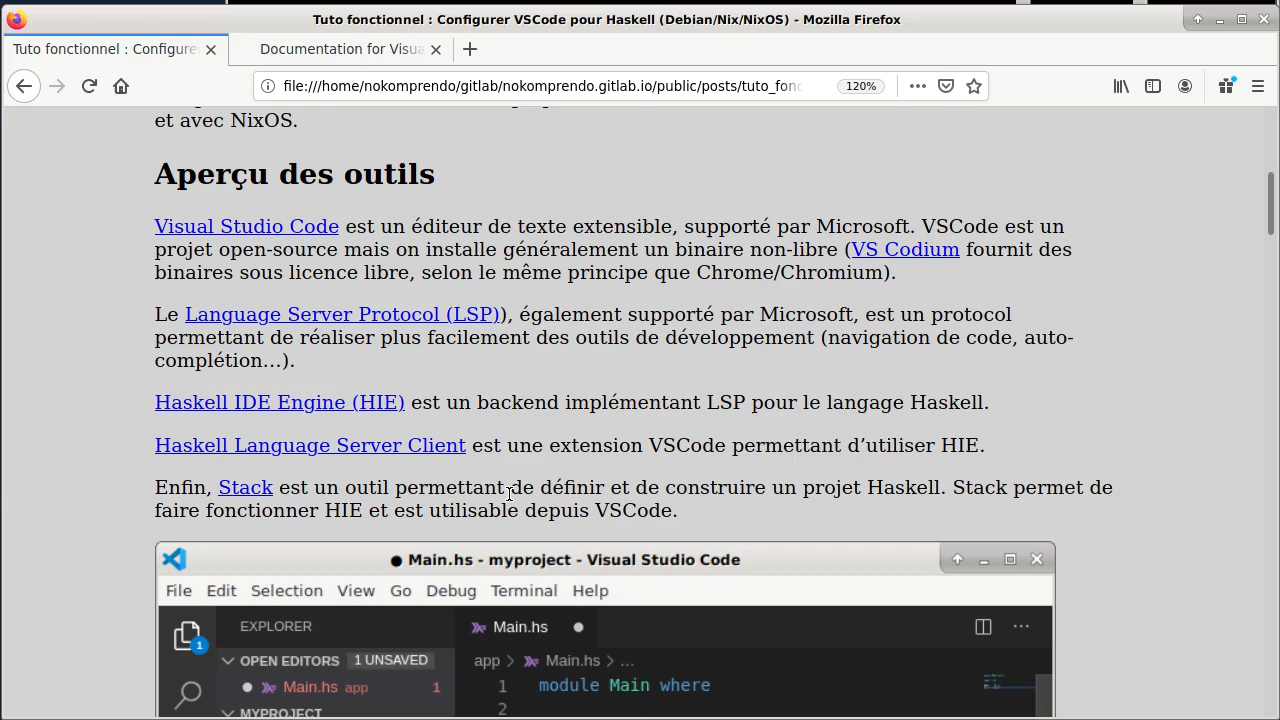 Tuto fonctionnel : Configurer VSCode pour Haskell (Debian/Nix/NixOS) - Mozilla Firefox
Tuto fonctionnel : Configure
Documentation for Visua
file:///home/nokomprendo/gitlab/nokomprendo.gitlab.io/public/posts/tuto_fonc
120%
et avec NixOS.
Aperçu des outils
Visual Studio Code est un éditeur de texte extensible, supporté par Microsoft. VSCode est un
projet open-source mais on installe généralement un binaire non-libre (VS Codium fournit des
binaires sous licence libre, selon le même principe que Chrome/Chromium).
Le Language Server Protocol (LSP)), également supporté par Microsoft, est un protocol
permettant de réaliser plus facilement des outils de développement (navigation de code, auto-
complétion…).
Haskell IDE Engine (HIE) est un backend implémentant LSP pour le langage Haskell.
Haskell Language Server Client est une extension VSCode permettant d’utiliser HIE.
Enfin, Stack est un outil permettant de définir et de construire un projet Haskell. Stack permet de
faire fonctionner HIE et est utilisable depuis VSCode.
● Main.hs - myproject - Visual Studio Code
File Edit Selection View Go Debug Terminal Help
EXPLORER
Main.hs ●
OPEN EDITORS 1 UNSAVED
app > Main.hs > …
1
● Main.hs app 1
1 module Main where
2
MYPROJECT